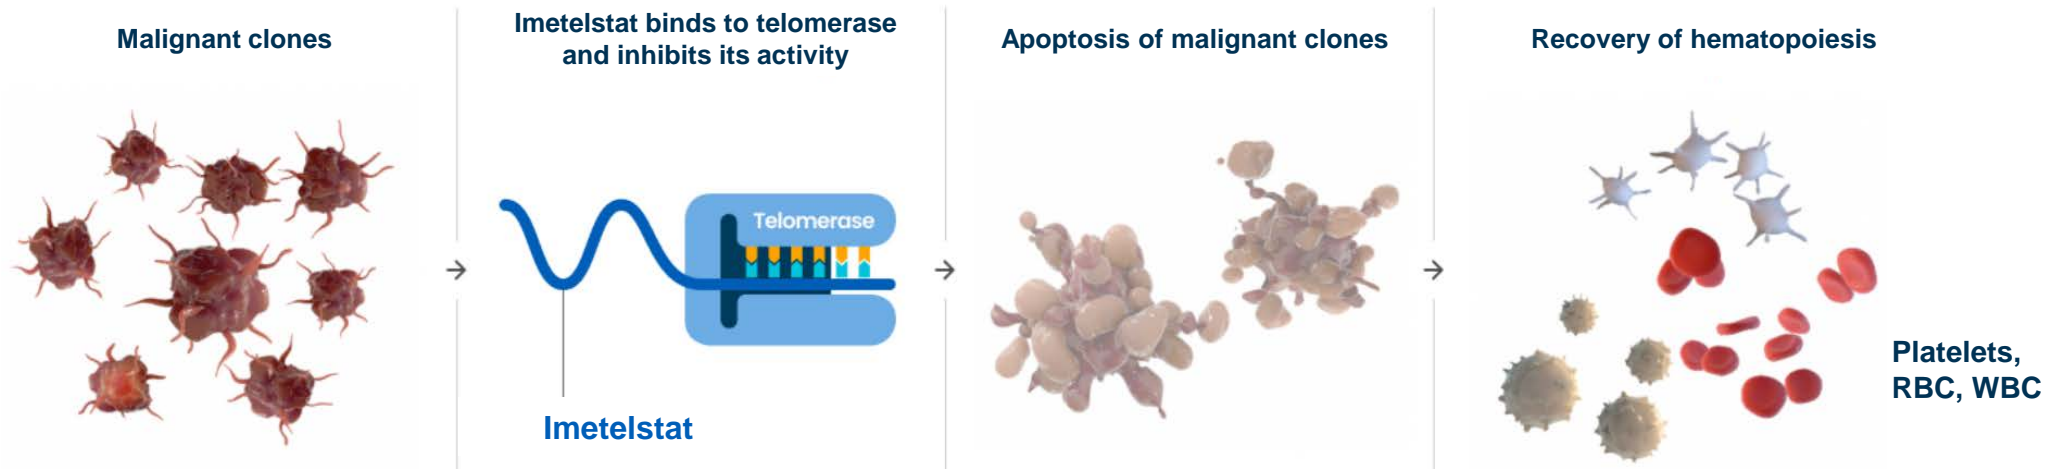 Malignant clones
Imetelstat binds to telomerase
and inhibits its activity
Apoptosis of malignant clones
Recovery of hematopoiesis
Telomerase
Imetelstat
Platelets,
RBC, WBC